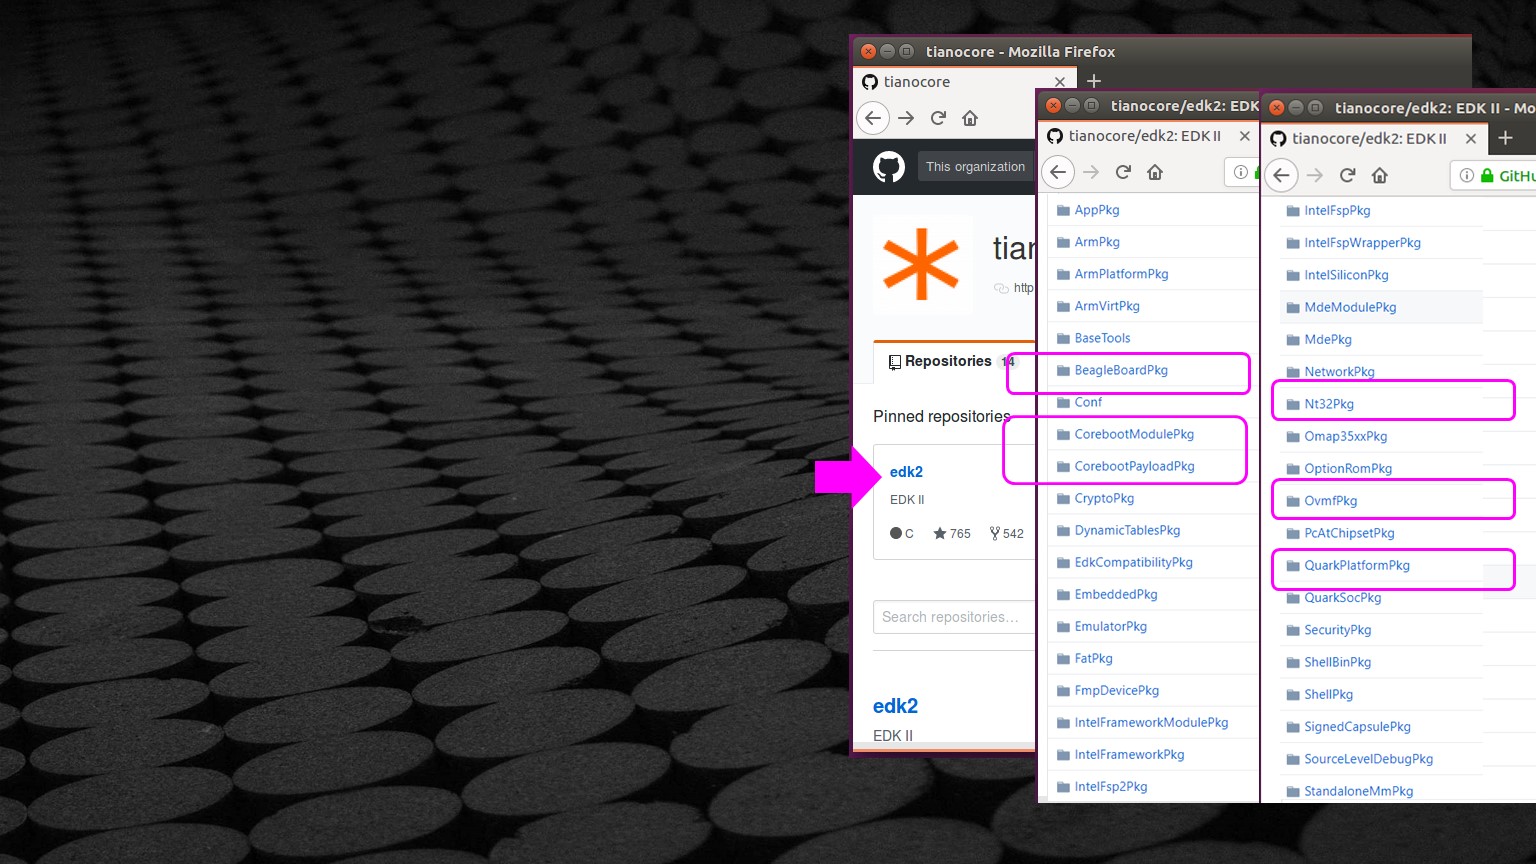 tianocore - Mozilla Firefox
tianocore
This organization
tian
http
Repositories 14
Pinned repositories
edk2
EDK II
C 765 542
Search repositories…
edk2
EDK II
tianocore/edk2: EDK
tianocore/edk2: EDK II
AppPkg
ArmPkg
ArmPlatformPkg
ArmVirtPkg
BaseTools
BeagleBoardPkg
Conf
CorebootModulePkg
CorebootPayloadPkg
CryptoPkg
DynamicTablesPkg
EdkCompatibilityPkg
EmbeddedPkg
EmulatorPkg
FatPkg
FmpDevicePkg
IntelFrameworkModulePkg
IntelFrameworkPkg
IntelFsp2Pkg
tianocore/edk2: EDK II - Mo
tianocore/edk2: EDK II
GitHu
IntelFspPkg
IntelFspWrapperPkg
IntelSiliconPkg
MdeModulePkg
MdePkg
NetworkPkg
Nt32Pkg
Omap35xxPkg
OptionRomPkg
OvmfPkg
PcAtChipsetPkg
QuarkPlatformPkg
QuarkSocPkg
SecurityPkg
ShellBinPkg
ShellPkg
SignedCapsulePkg
SourceLevelDebugPkg
StandaloneMmPkg